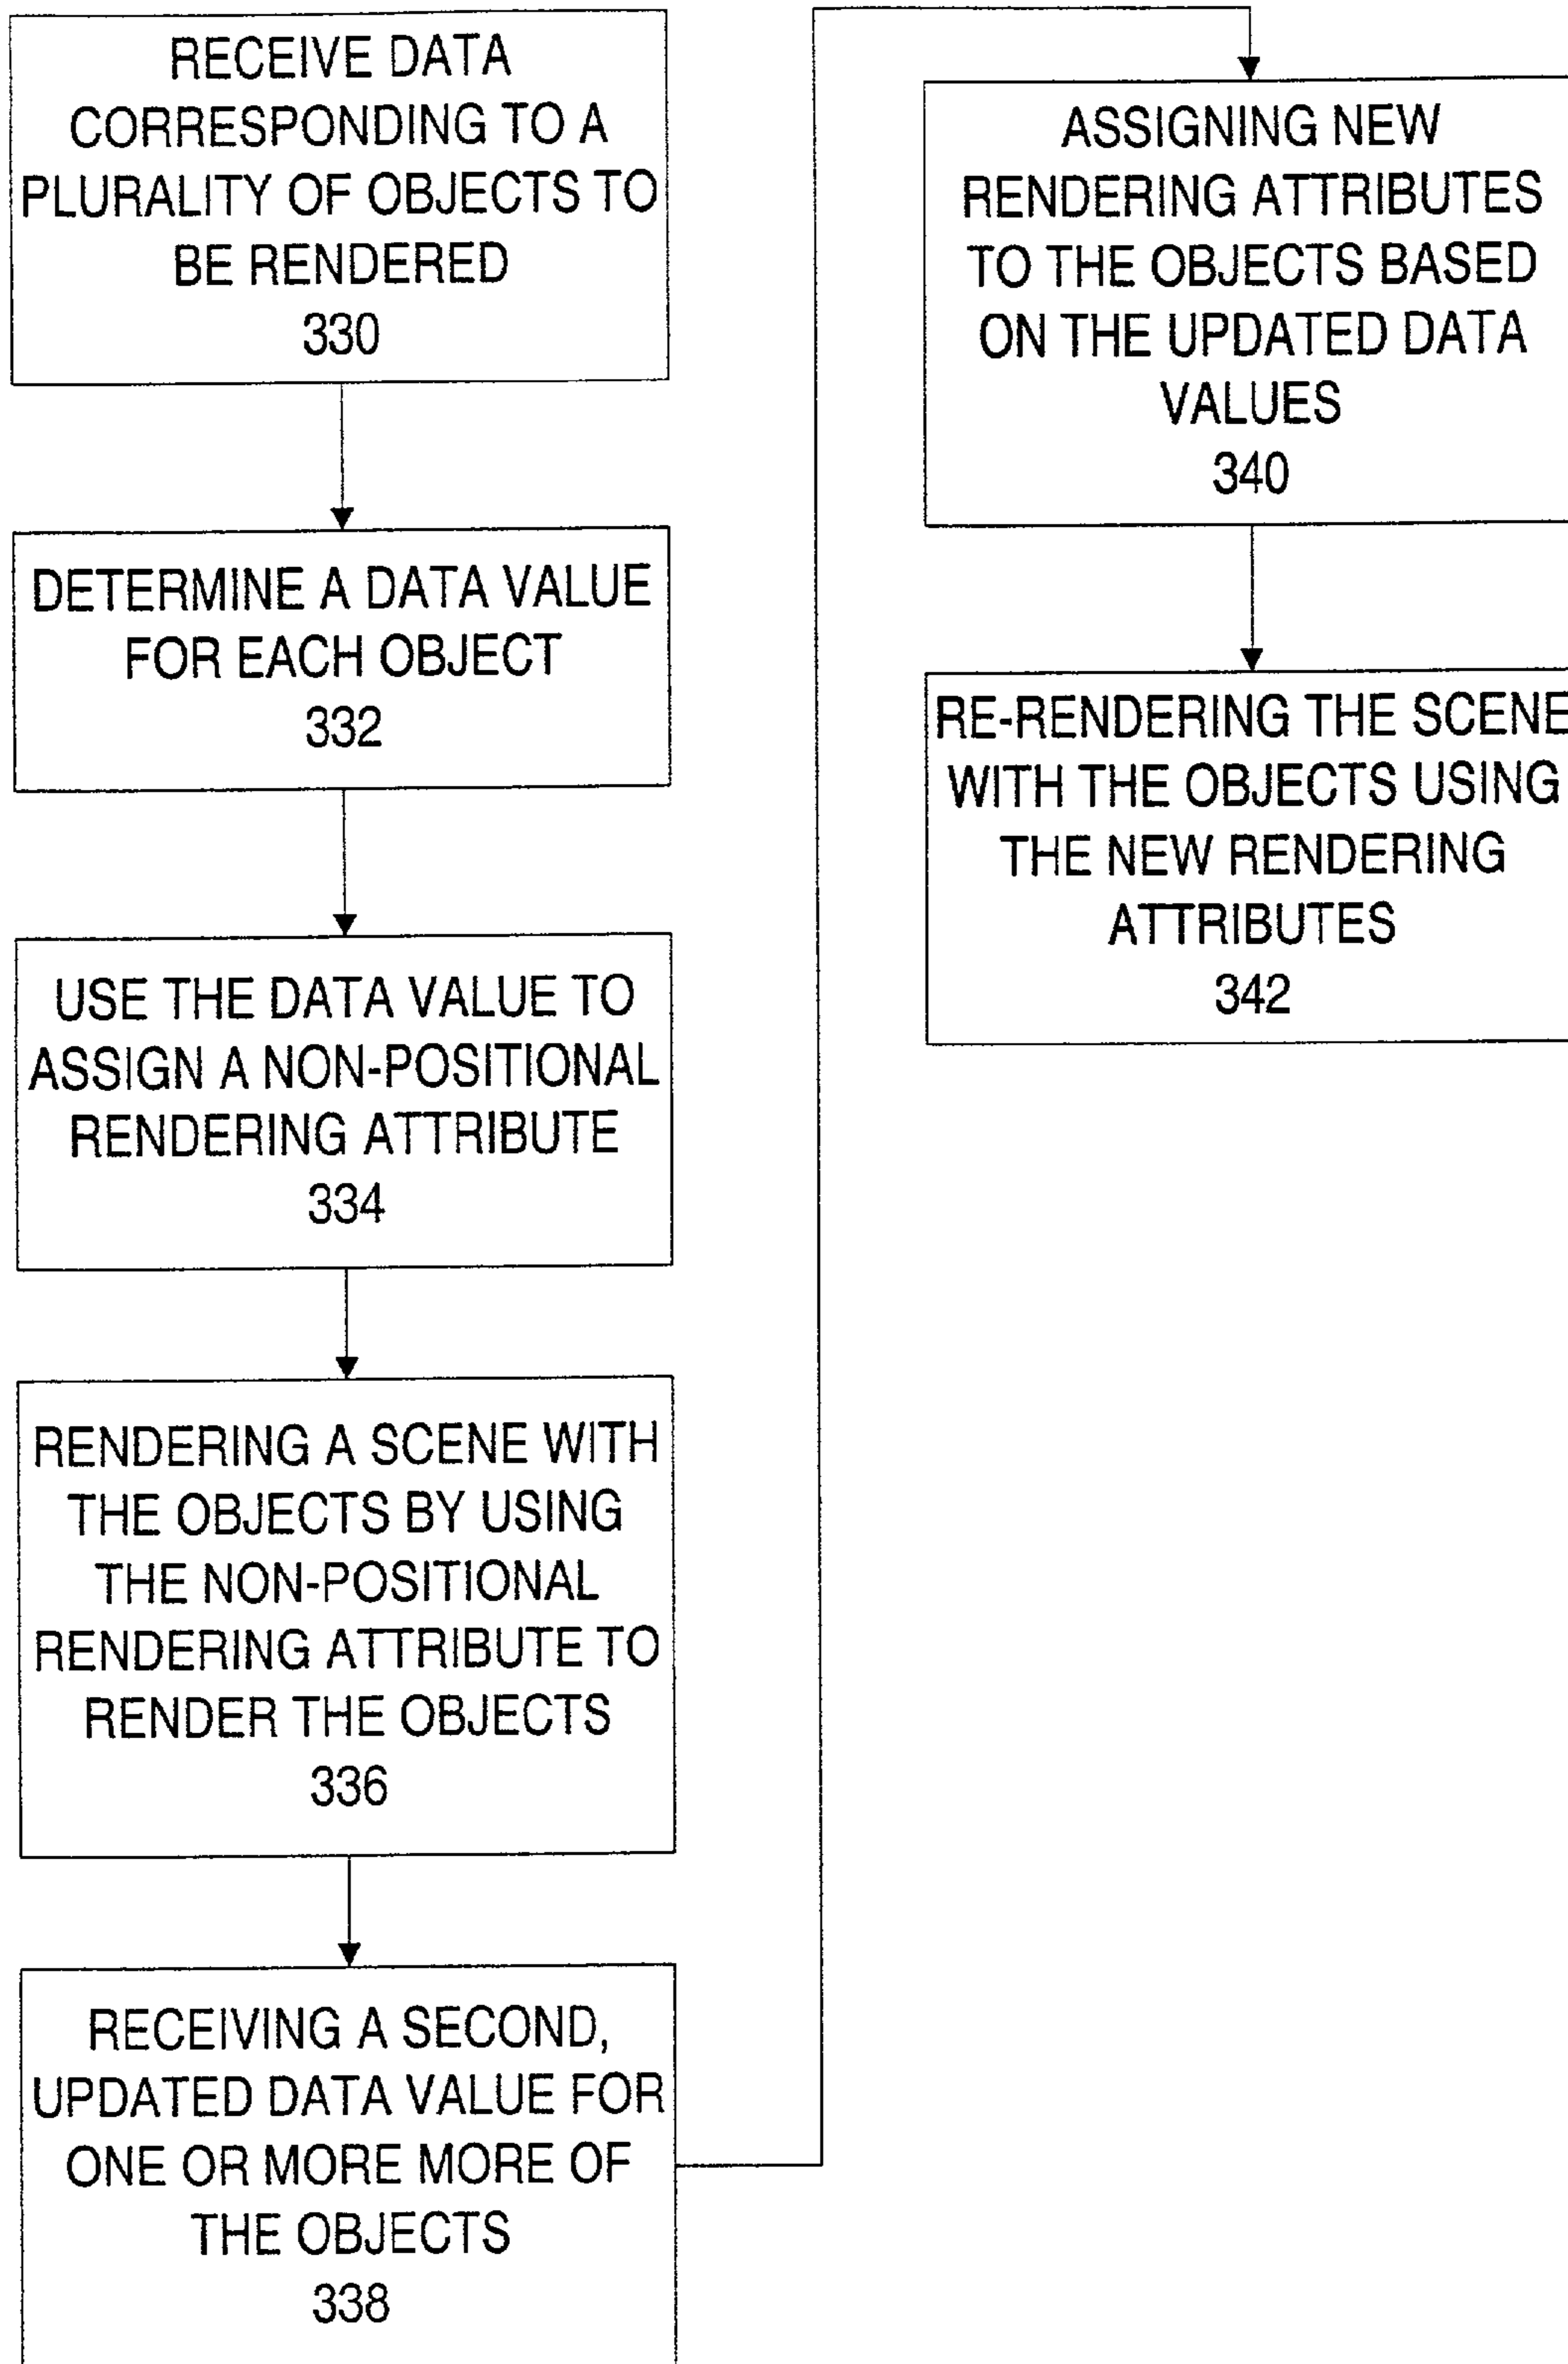 RECEIVE DATA
CORRESPONDING TO A
PLURALITY OF OBJECTS TO
BE RENDERED
330
DETERMINE A DATA VALUE
FOR EACH OBJECT
332
USE THE DATA VALUE TO
ASSIGN A NON-POSITIONAL
RENDERING ATTRIBUTE
334
RENDERING A SCENE WITH
THE OBJECTS BY USING
THE NON-POSITIONAL
RENDERING ATTRIBUTE TO
RENDER THE OBJECTS
336
RECEIVING A SECOND,
UPDATED DATA VALUE FOR
ONE OR MORE MORE OF
THE OBJECTS
338
ASSIGNING NEW
RENDERING ATTRIBUTES
TO THE OBJECTS BASED
ON THE UPDATED DATA
VALUES
340
RE-RENDERING THE SCENE
WITH THE OBJECTS USING
THE NEW RENDERING
ATTRIBUTES
342